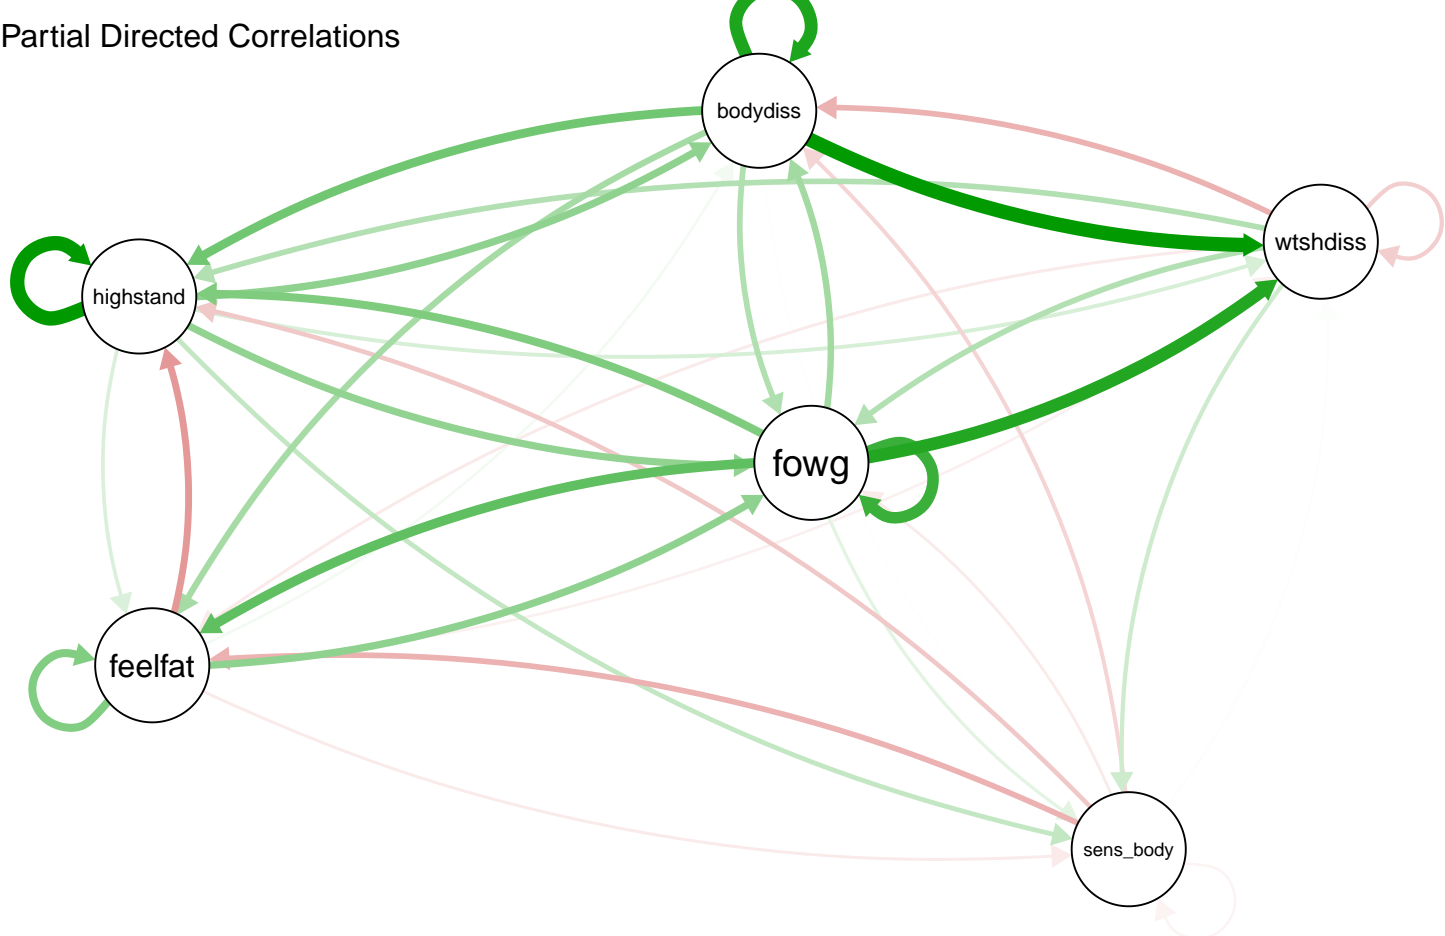 Partial Directed Correlations
bodydiss
wtshdiss
highstand
fowg
feelfat
sens_body